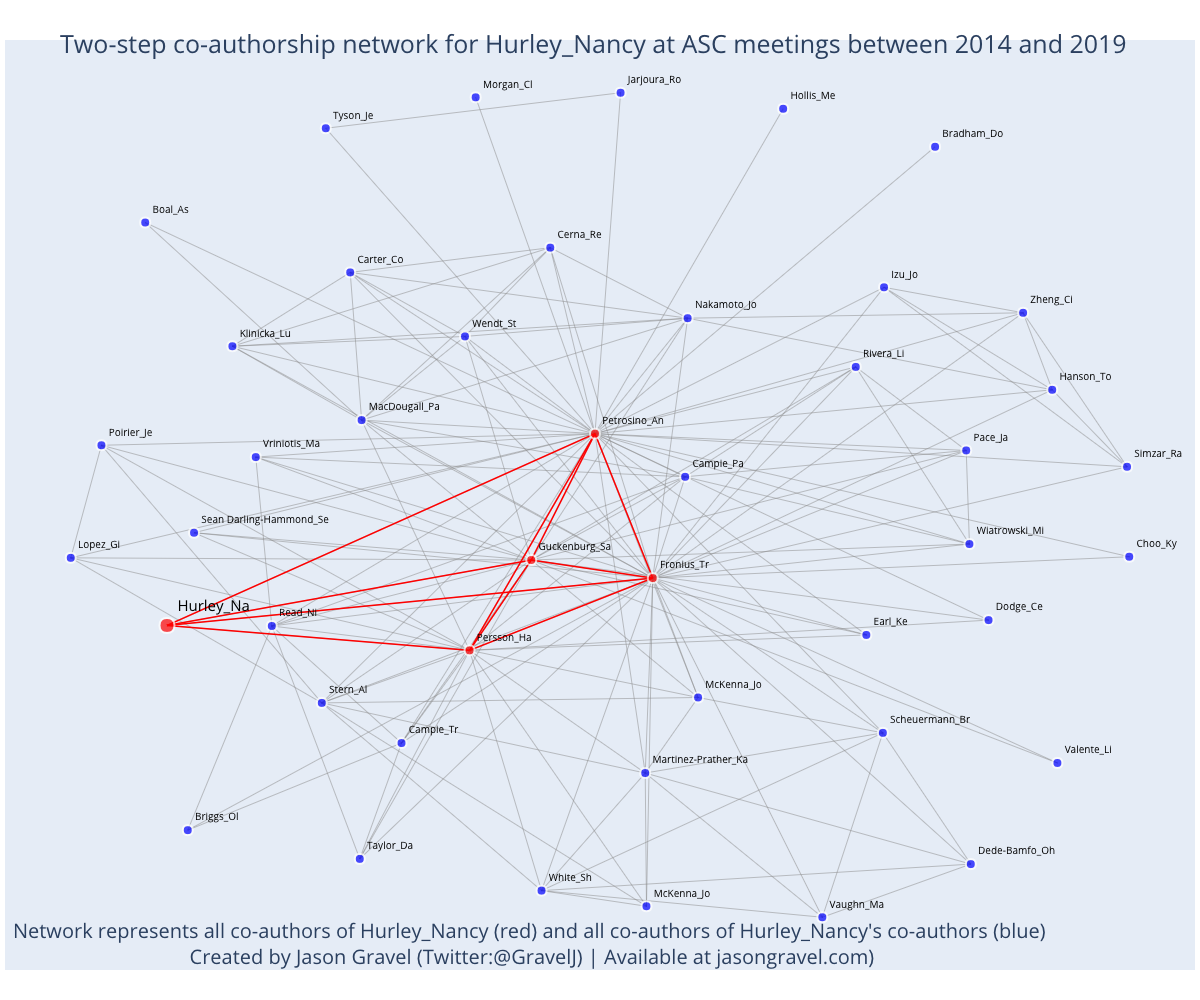 Two-step co-authorship network for Hurley_Nancy at ASC meetings between 2014 and 2019
Jarjoura_Ro
Morgan_Cl
Hollis_Me
Tyson_Je
Bradham_Do
Boal_As
Cerna_Re
Carter_Co
Izu_Jo
Zheng_Ci
Nakamoto_Jo
Wendt_St
Klinicka_Lu
Rivera_Li
Hanson_To
MacDougall_Pa
Petrosino_An
Poirier_Je
Pace_Ja
Vriniotis_Ma
Simzar_Ra
Campie_Pa
Sean Darling-Hammond_Se
Wiatrowski_Mi
Lopez_Gi
Guckenburg_Sa
Choo_Ky
Fronius_Tr
Hurley_Na
Read_Ni
Dodge_Ce
Earl_Ke
Persson_Ha
McKenna_Jo
Stern_Al
Scheuermann_Br
Campie_Tr
Valente_Li
Martinez-Prather_Ka
Briggs_Ol
Taylor_Da
Dede-Bamfo_Oh
White_Sh
McKenna_Jo
Vaughn_Ma
Network represents all co-authors of Hurley_Nancy (red) and all co-authors of Hurley_Nancy's co-authors (blue)
Created by Jason Gravel (Twitter:@GravelJ) | Available at jasongravel.com)